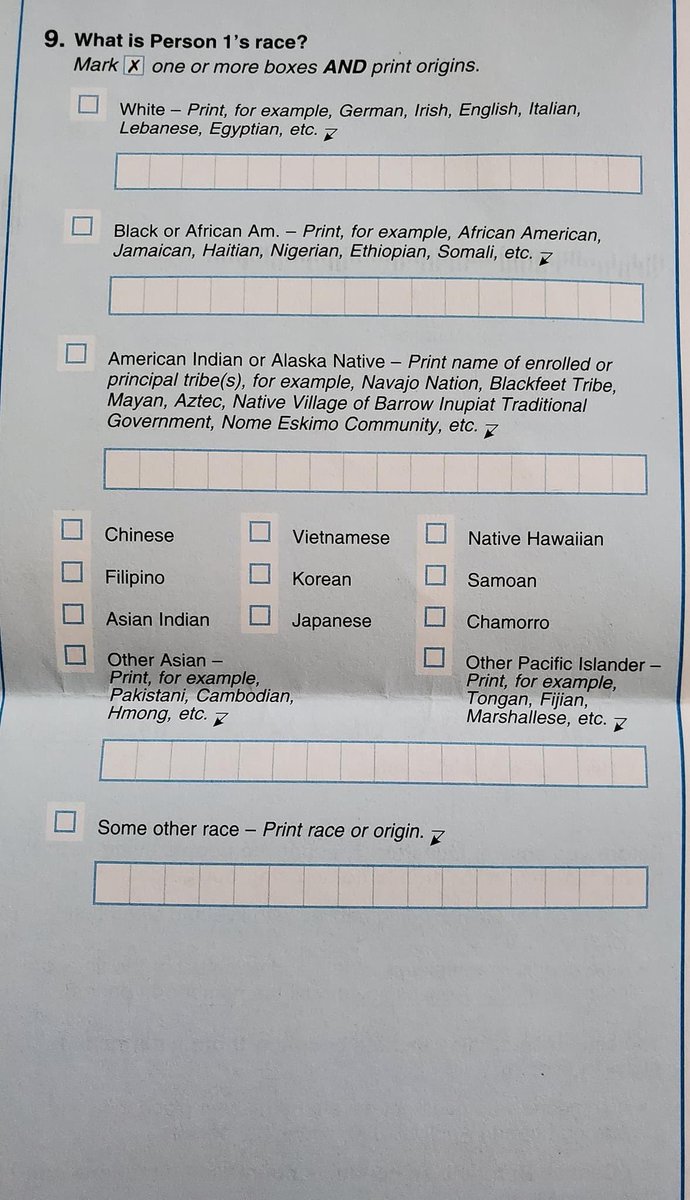 9. What is Person 1's race?
Mark X one or more boxes AND print origins.
White – Print, for example, German, Irish, English, Italian,
Lebanese, Egyptian, etc.
Black or African Am. – Print, for example, African American,
Jamaican, Haitian, Nigerian, Ethiopian, Somali, etc.
American Indian or Alaska Native – Print name of enrolled or
principal tribe(s), for example, Navajo Nation, Blackfeet Tribe,
Mayan, Aztec, Native Village of Barrow Inupiat Traditional
Government, Nome Eskimo Community, etc.
Chinese
Vietnamese
Native Hawaiian
Filipino
Korean
Samoan
Asian Indian
Japanese
Chamorro
Other Asian –
Print, for example,
Pakistani, Cambodian,
Hmong, etc.
Other Pacific Islander –
Print, for example,
Tongan, Fijian,
Marshallese, etc.
Some other race – Print race or origin.